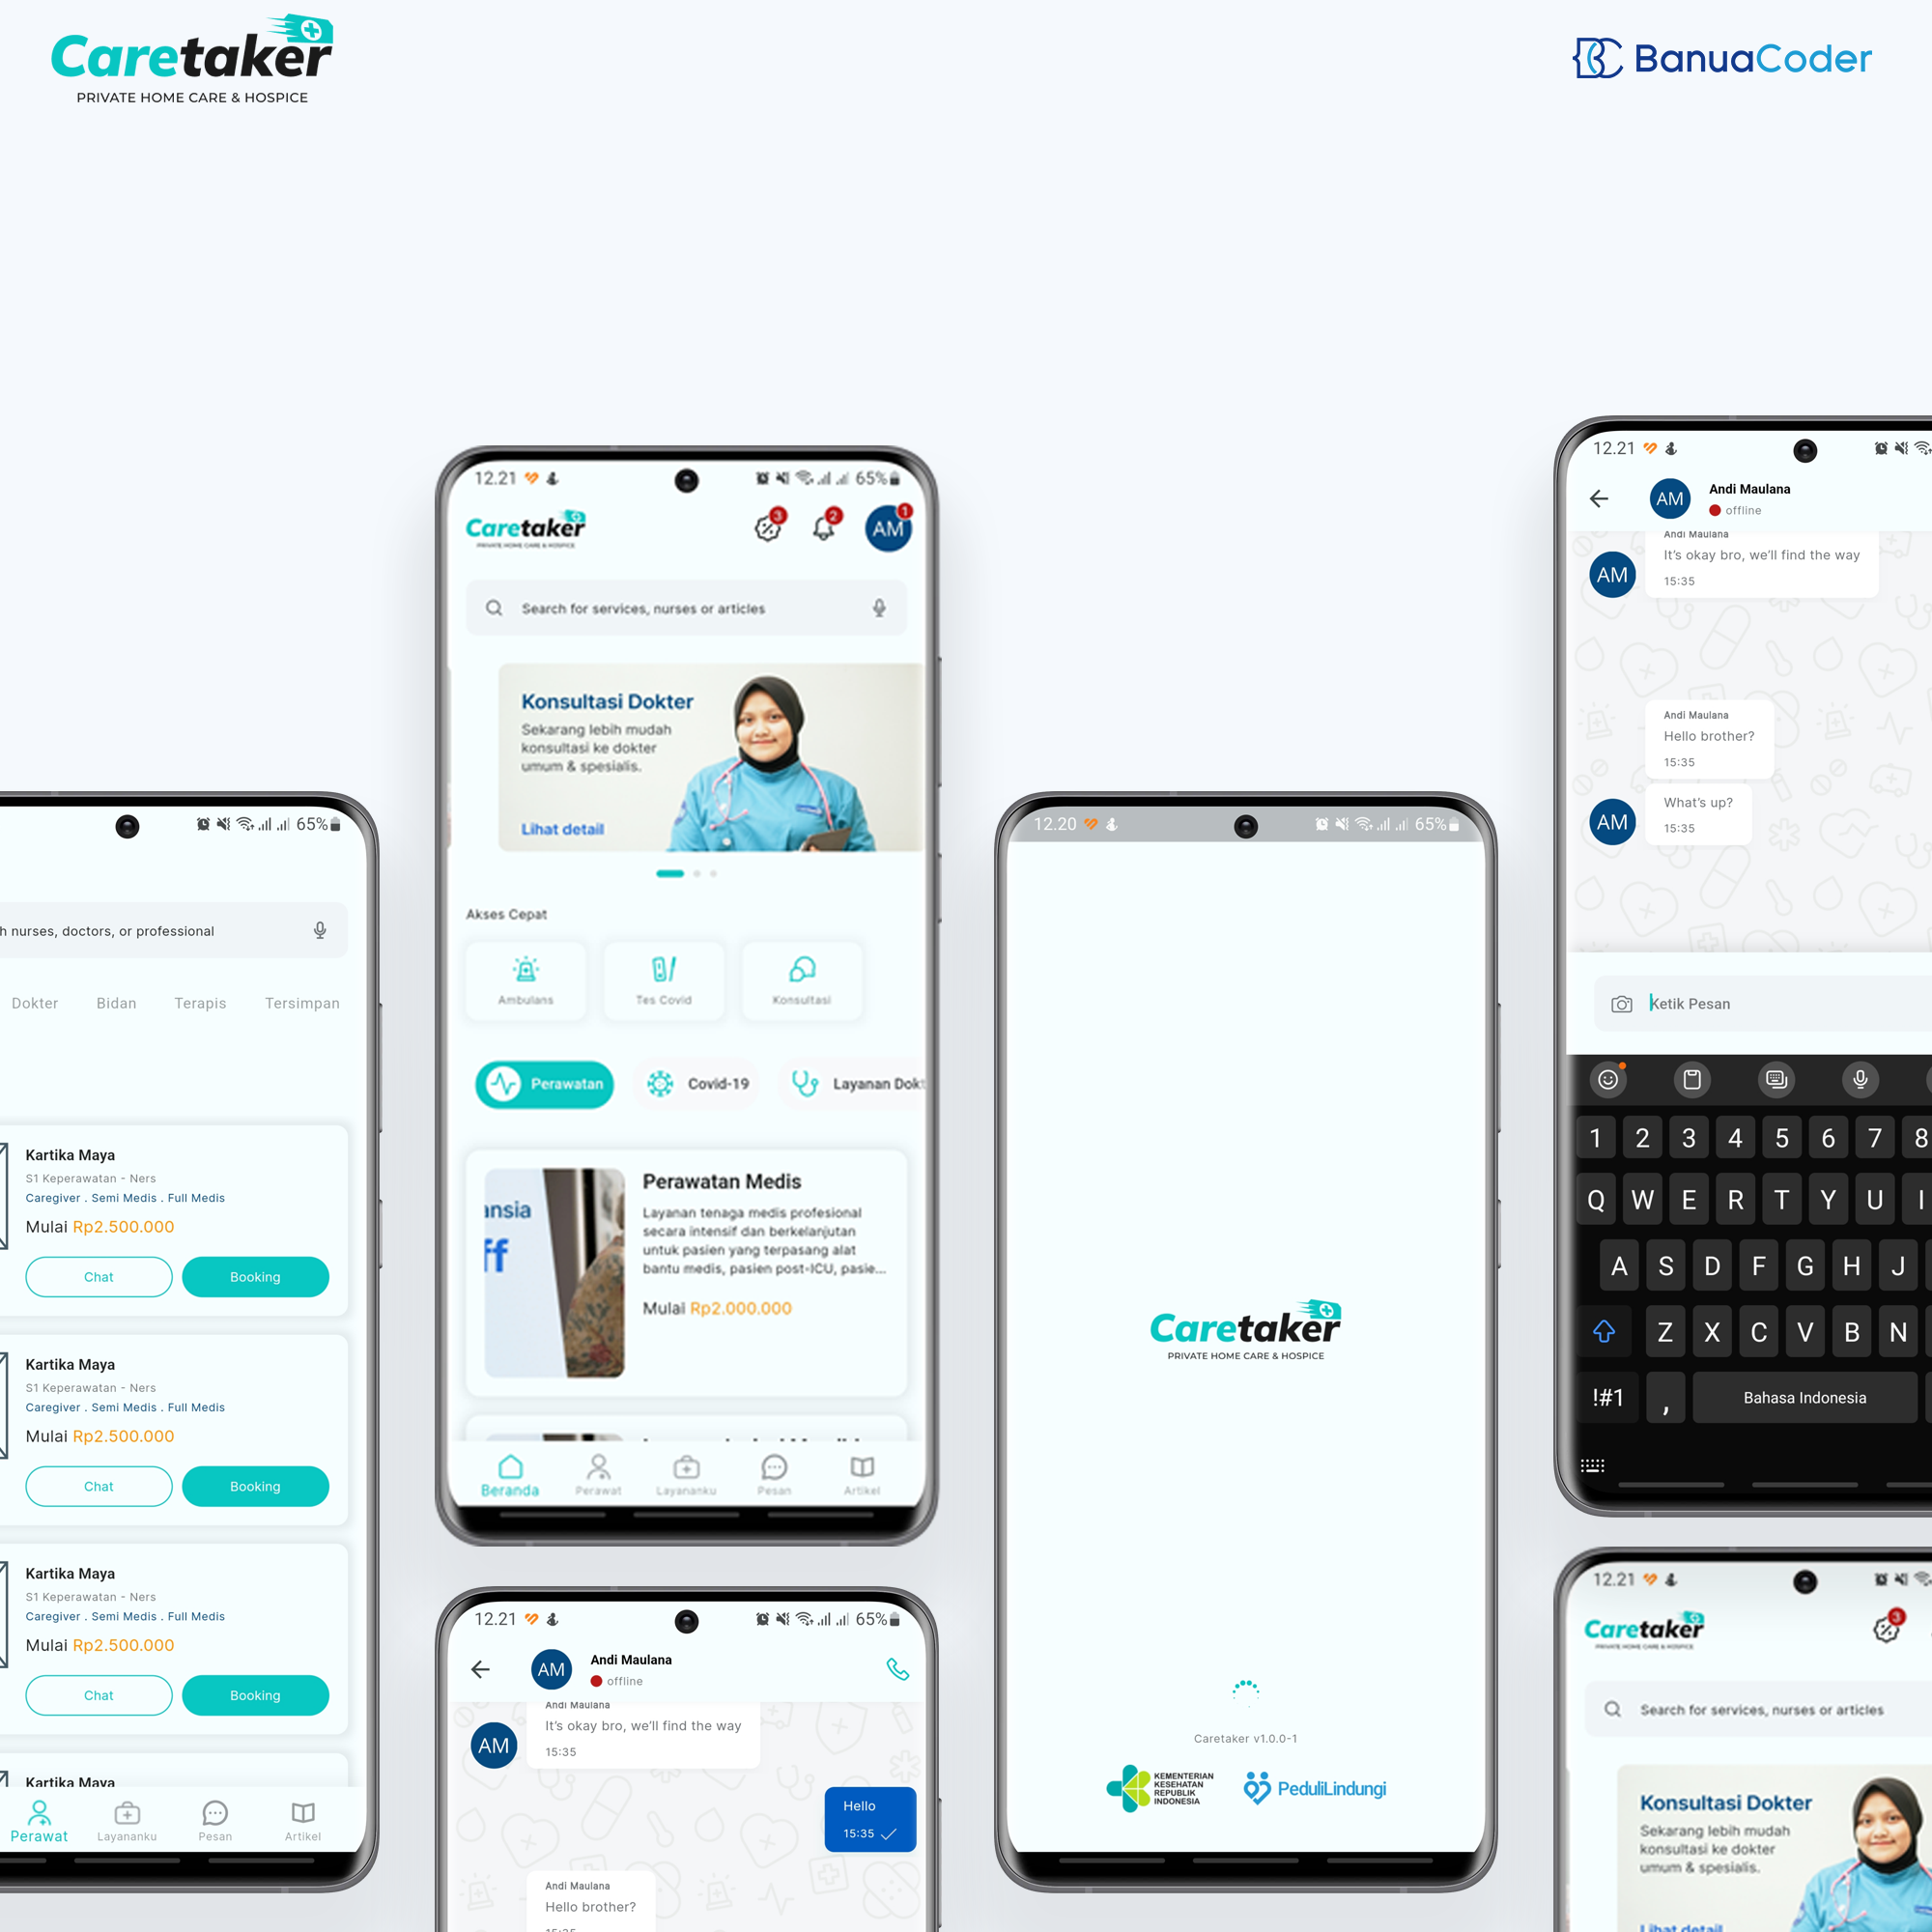 Caretaker
PRIVATE HOME CARE & HOSPICE
BanuaCoder
65%
h nurses, doctors, or professional
Dokter Bidan Terapis Tersimpan
Kartika Maya
S1 Keperawatan - Ners
Caregiver . Semi Medis . Full Medis
Mulai Rp2.500.000
Chat Booking
Kartika Maya
S1 Keperawatan - Ners
Caregiver . Semi Medis . Full Medis
Mulai Rp2.500.000
Chat Booking
Kartika Maya
S1 Keperawatan - Ners
Caregiver . Semi Medis . Full Medis
Mulai Rp2.500.000
Chat Booking
Kartika Maya
Perawat Layananku Pesan Artikel
12.21 65%
Caretaker
PRIVATE HOME CARE & HOSPICE
3 2 AM 1
Search for services, nurses or articles
Konsultasi Dokter
Sekarang lebih mudah
konsultasi ke dokter
umum & spesialis.
Lihat detail
Akses Cepat
Ambulans Tes Covid Konsultasi
Perawatan Covid-19 Layanan Dokt
ansia
ff
Perawatan Medis
Layanan tenaga medis profesional
secara intensif dan berkelanjutan
untuk pasien yang terpasang alat
bantu medis, pasien post-ICU, pasie...
Mulai Rp2.000.000
Beranda Perawat Layananku Pesan Artikel
12.21 65%
AM Andi Maulana
offline
Andi Maulana
It's okay bro, we'll find the way
AM
15:35
Hello
15:35
Andi Maulana
Hello brother?
15:35
12.20 65%
Caretaker
PRIVATE HOME CARE & HOSPICE
Caretaker v1.0.0-1
KEMENTERIAN
KESEHATAN
REPUBLIK
INDONESIA
PeduliLindungi
12.21
AM Andi Maulana
offline
Andi Maulana
It's okay bro, we'll find the way
AM
15:35
Andi Maulana
Hello brother?
15:35
What's up?
AM
15:35
Ketik Pesan
1 2 3 4 5 6 7 8
Q W E R T Y U I
A S D F G H J
Z X C V B N
!#1 , Bahasa Indonesia
12.21
Caretaker
PRIVATE HOME CARE & HOSPICE
3
Search for services, nurses or articles
Konsultasi Dokter
Sekarang lebih mudah
konsultasi ke dokter
umum & spesialis.
Lihat detail